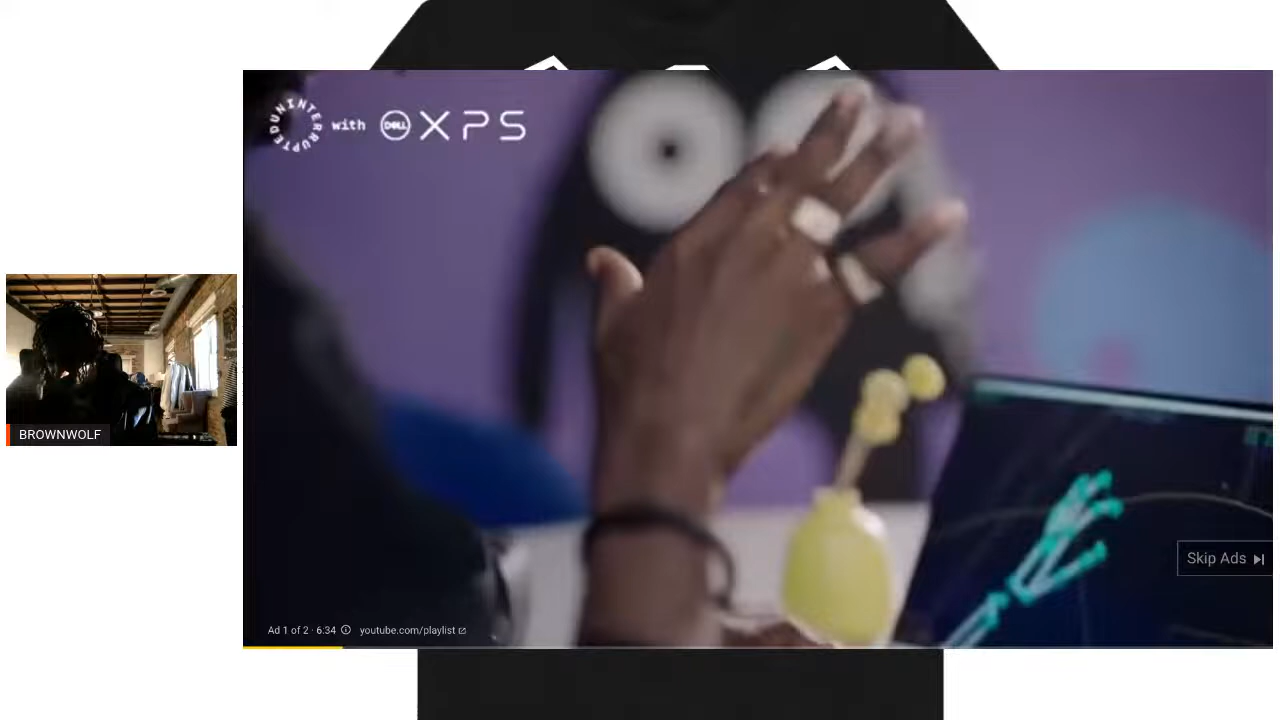 UNINTERRUPTED with DELL XPS
BROWNWOLF
Skip Ads
Ad 1 of 2 · 6:34 youtube.com/playlist